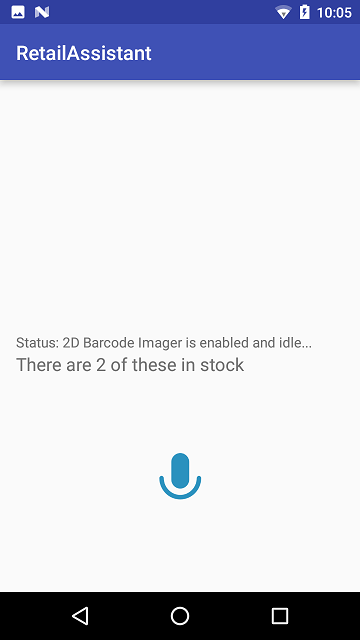 10:05
RetailAssistant
Status: 2D Barcode Imager is enabled and idle...
There are 2 of these in stock